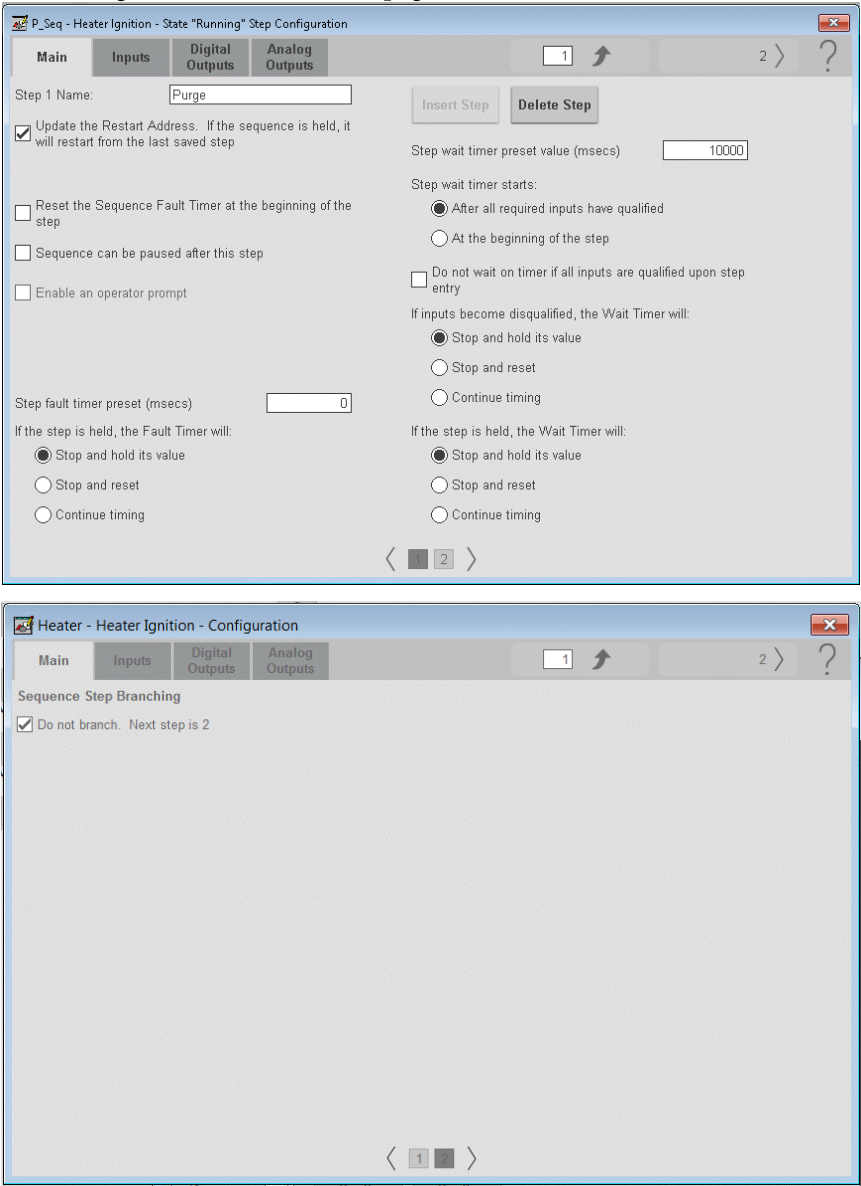 P_Seq - Heater Ignition - State "Running" Step Configuration
Main
Inputs
Digital
Outputs
Analog
Outputs
1
2
?
Step 1 Name:
Purge
Update the Restart Address. If the sequence is held, it
will restart from the last saved step
Reset the Sequence Fault Timer at the beginning of the
step
Sequence can be paused after this step
Enable an operator prompt
Step fault timer preset (msecs)
0
If the step is held, the Fault Timer will:
Stop and hold its value
Stop and reset
Continue timing
Insert Step
Delete Step
Step wait timer preset value (msecs)
10000
Step wait timer starts:
After all required inputs have qualified
At the beginning of the step
Do not wait on timer if all inputs are qualified upon step
entry
If inputs become disqualified, the Wait Timer will:
Stop and hold its value
Stop and reset
Continue timing
If the step is held, the Wait Timer will:
Stop and hold its value
Stop and reset
Continue timing
1 2
Heater - Heater Ignition - Configuration
Main
Inputs
Digital
Outputs
Analog
Outputs
1
2
?
Sequence Step Branching
Do not branch. Next step is 2
1 2